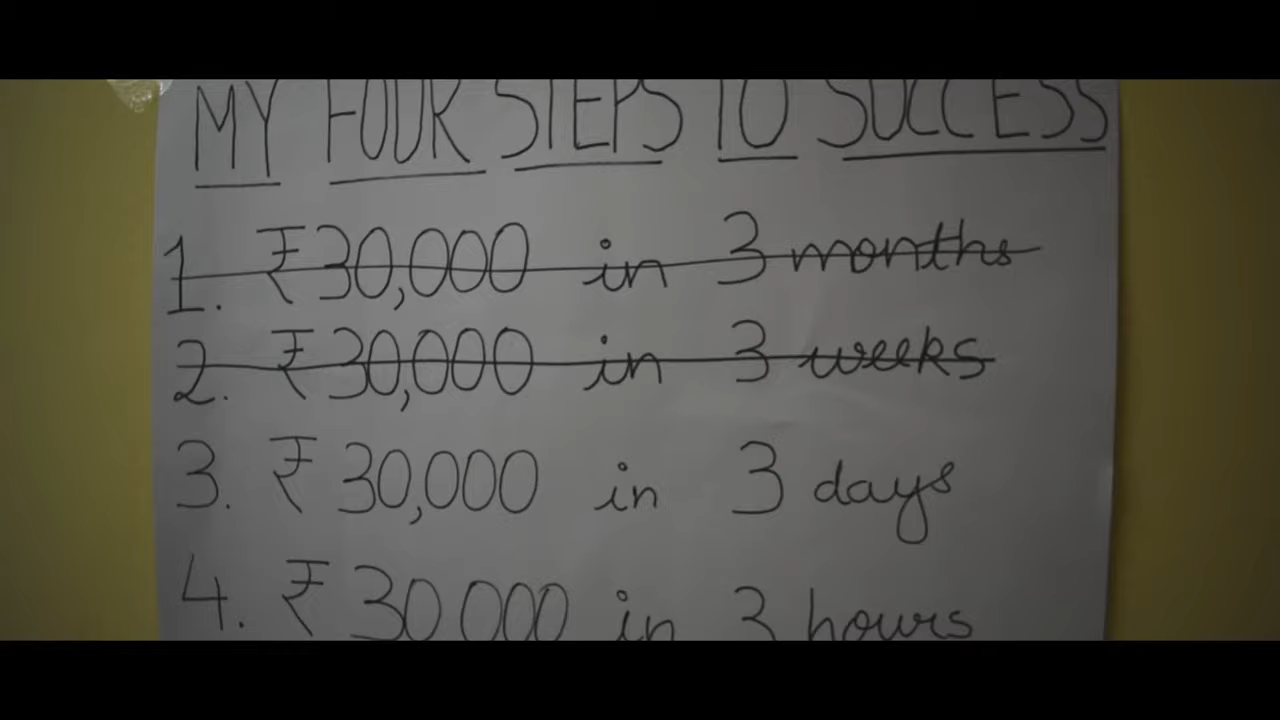 MY FOUR STEPS TO SUCCESS
1. ₹30,000 in 3 months
2. ₹30,000 in 3 weeks
3. ₹30,000 in 3 days
4. ₹30 000 in 3 hours